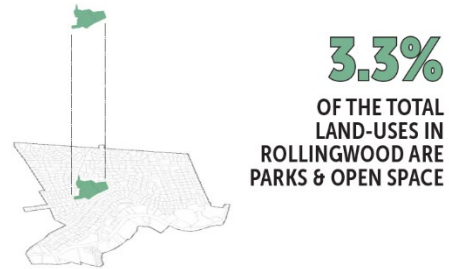 3.3%
OF THE TOTAL
LAND-USES IN
ROLLINGWOOD ARE
PARKS & OPEN SPACE